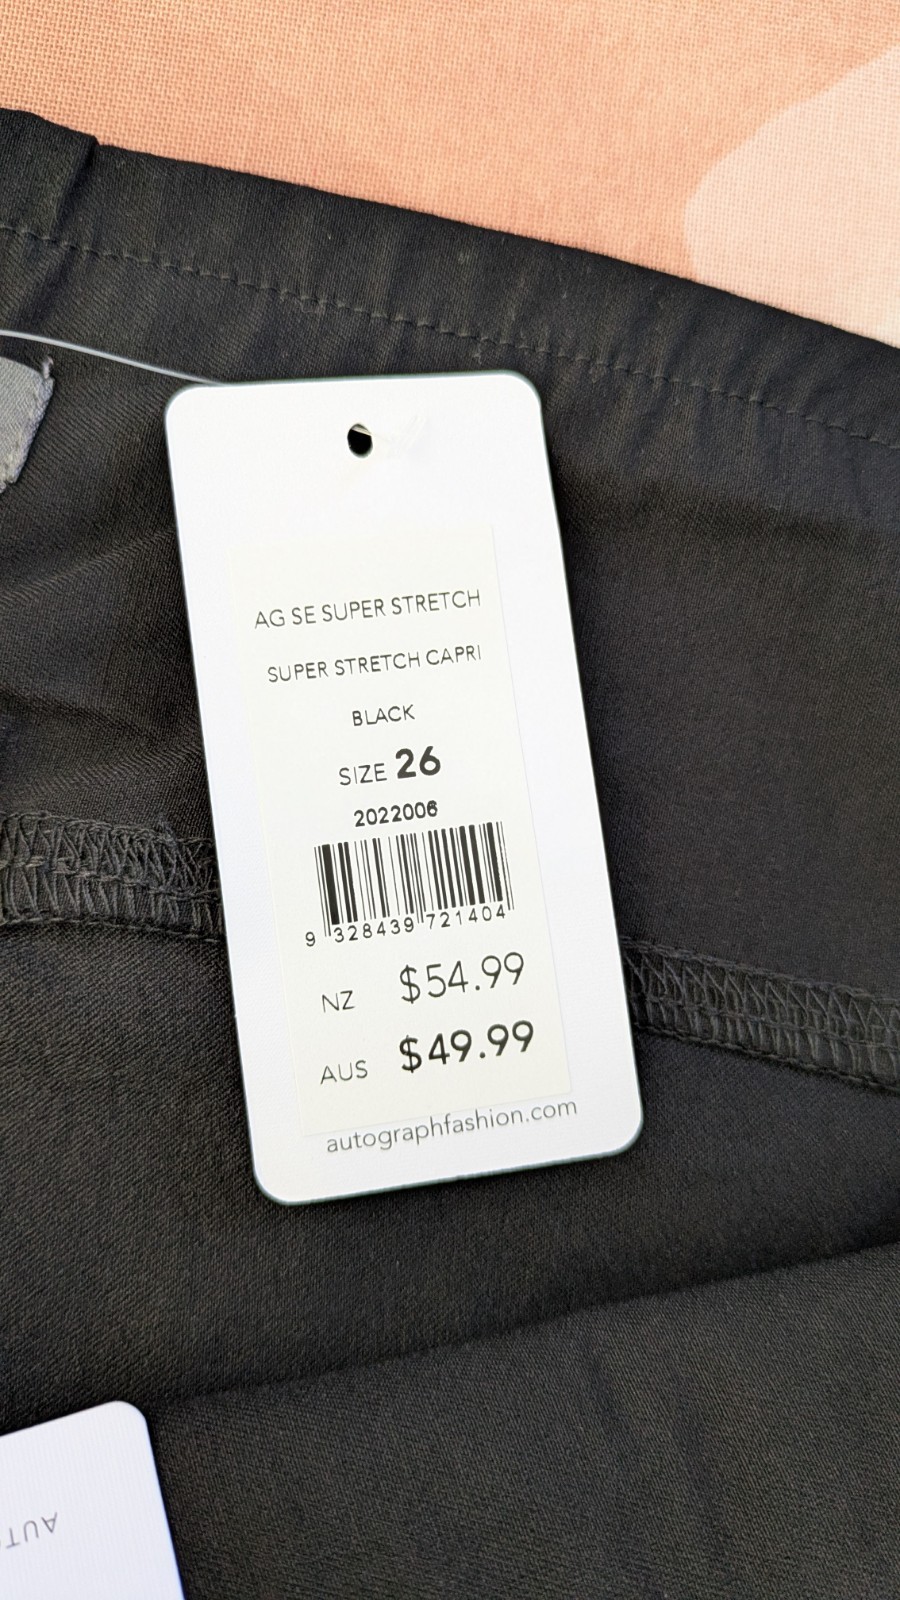 AG SE SUPER STRETCH
SUPER STRETCH CAPRI
BLACK
SIZE 26
2022006
9 328439 721404
NZ $54.99
AUS $49.99
autographfashion.com